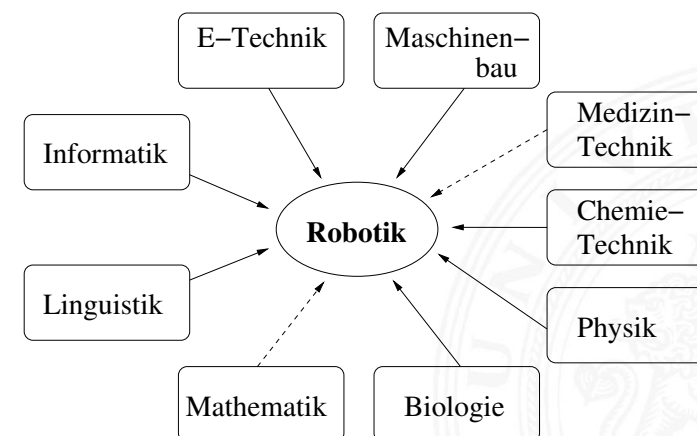 E–Technik
Maschinen–
bau
Medizin–
Technik
Informatik
Robotik
Chemie–
Technik
Linguistik
Physik
Mathematik
Biologie